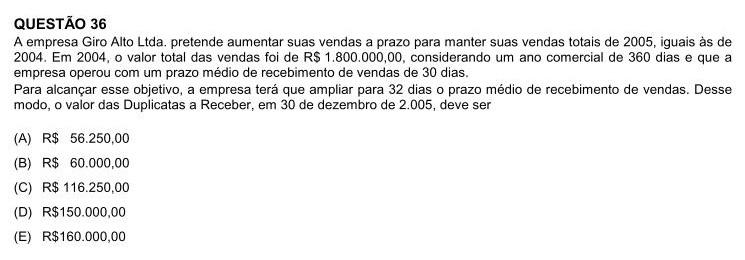 QUESTÃO 36
A empresa Giro Alto Ltda. pretende aumentar suas vendas a prazo para manter suas vendas totais de 2005, iguais às de
2004. Em 2004, o valor total das vendas foi de R$ 1.800.000,00, considerando um ano comercial de 360 dias e que a
empresa operou com um prazo médio de recebimento de vendas de 30 dias.
Para alcançar esse objetivo, a empresa terá que ampliar para 32 dias o prazo médio de recebimento de vendas. Desse
modo, o valor das Duplicatas a Receber, em 30 de dezembro de 2.005, deve ser
(A) R$ 56.250,00
(B) R$ 60.000,00
(C) R$ 116.250,00
(D) R$150.000,00
(E) R$160.000,00